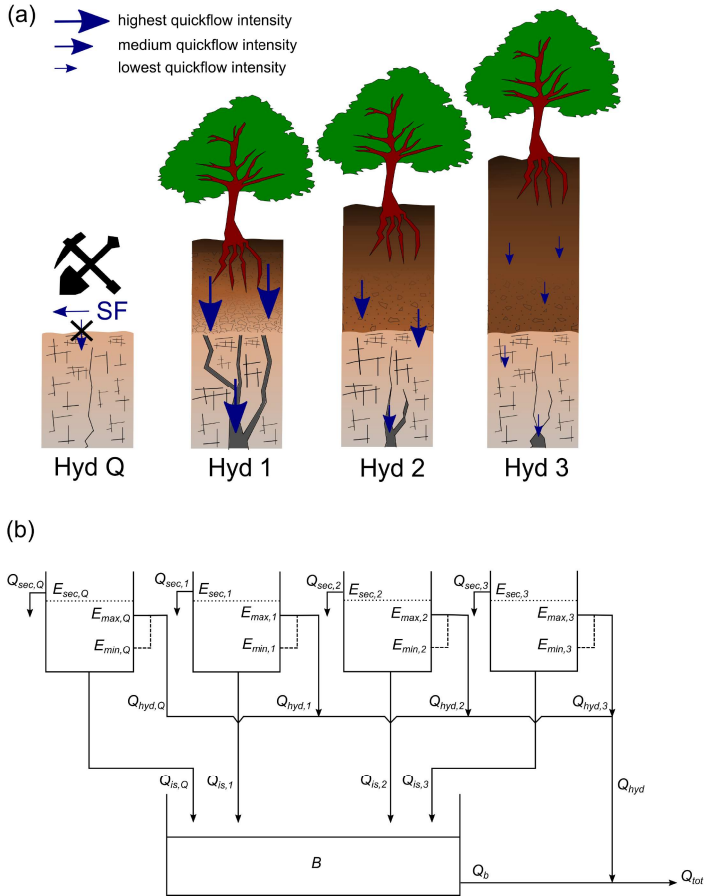 (a)
highest quickflow intensity
medium quickflow intensity
lowest quickflow intensity
SF
Hyd Q
Hyd 1
Hyd 2
Hyd 3
(b)
Qsec,Q Esec,Q Qsec,1 Esec,1 Qsec,2 Esec,2 Qsec,3 Esec,3
Emax,Q Emax,1 Emax,2 Emax,3
Emin,Q Emin,1 Emin,2 Emin,3
Qhyd,Q Qhyd,1 Qhyd,2 Qhyd,3
Qis,Q Qis,1 Qis,2 Qis,3 Qhyd
B Qb Qtot